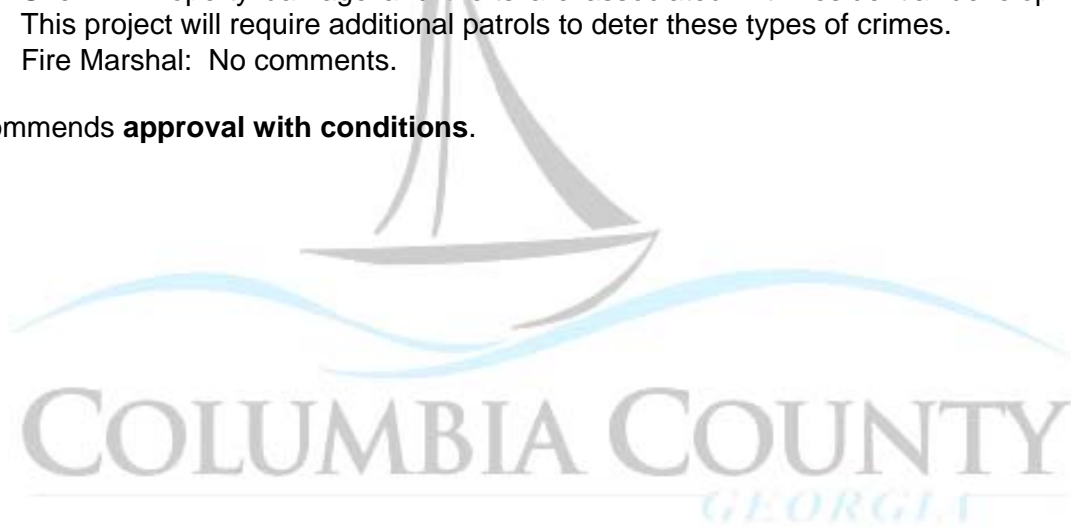 This project will require additional patrols to deter these types of crimes.
Fire Marshal:  No comments.
approval with conditions.
COLUMBIA COUNTY
GEORGIA